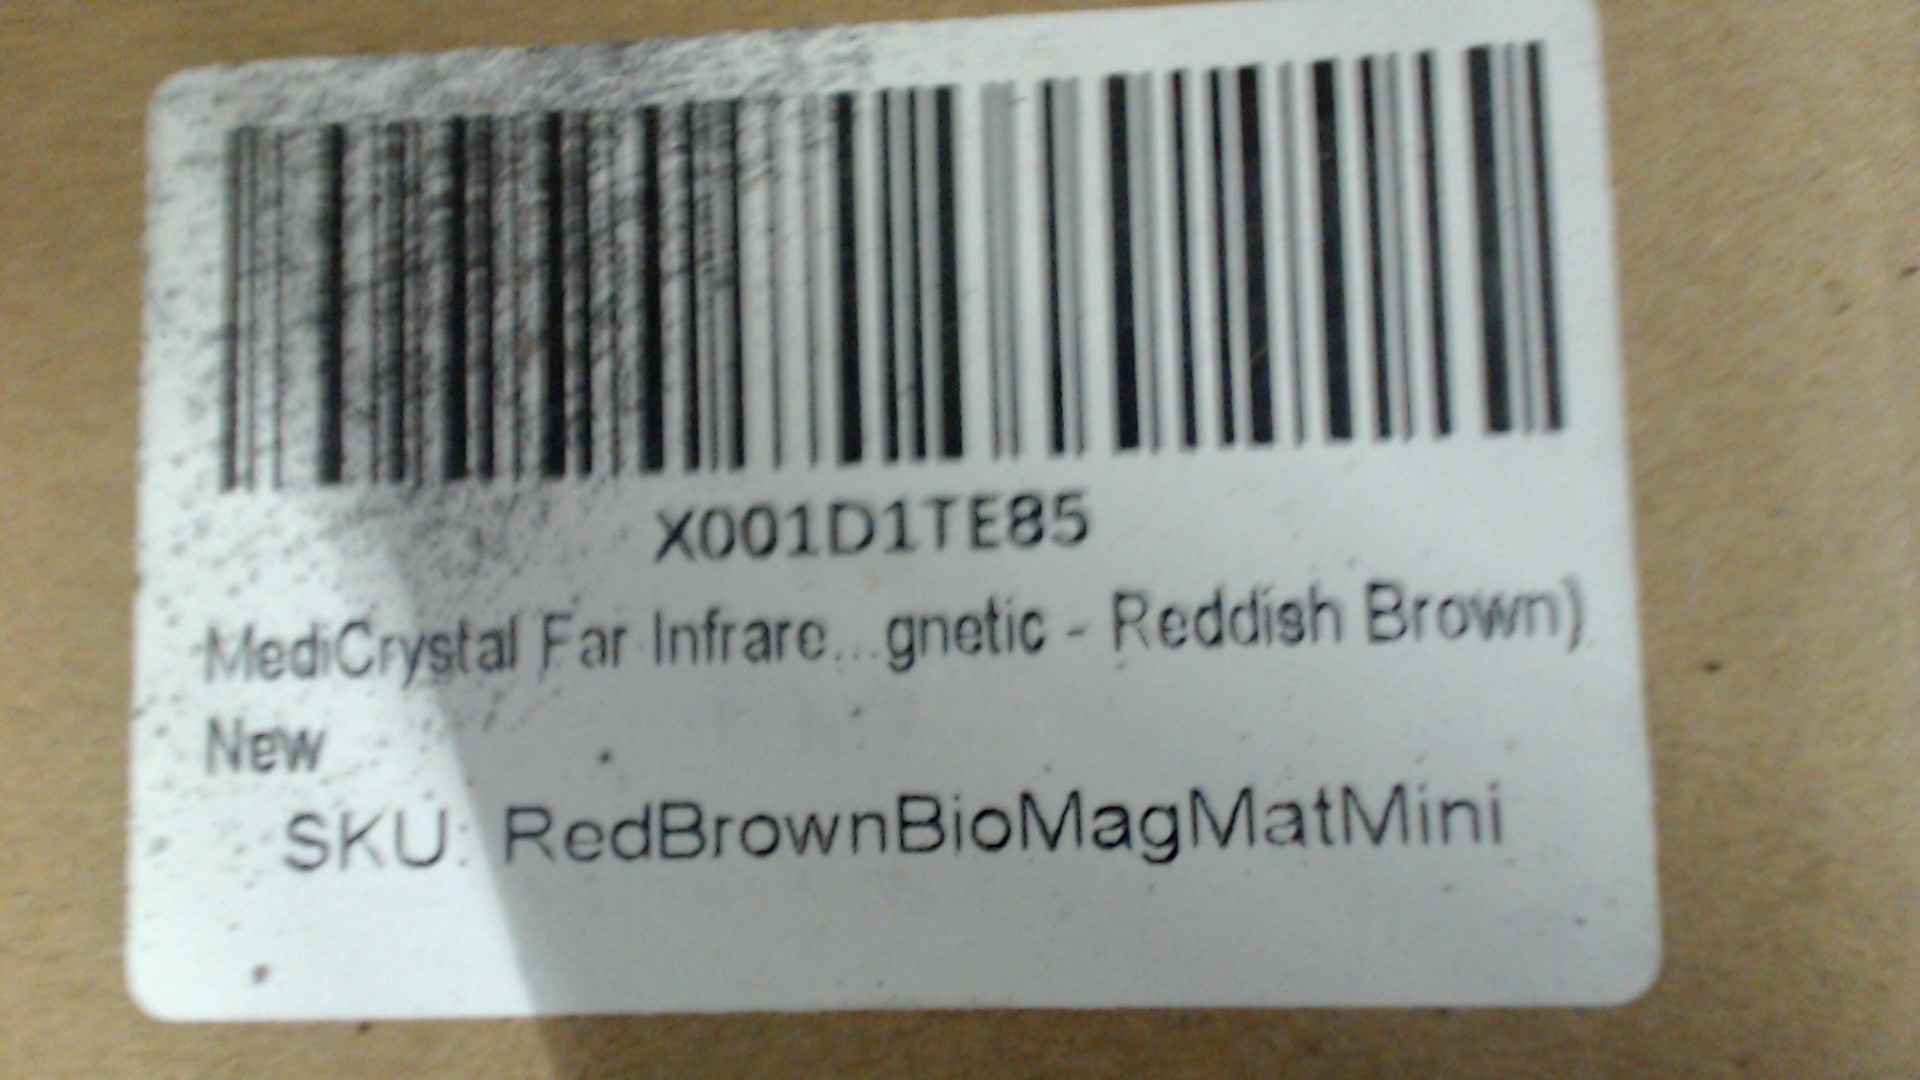 X001D1TE85
MediCrystal Far Infrare...gnetic - Reddish Brown)
New
SKU: RedBrownBioMagMatMini